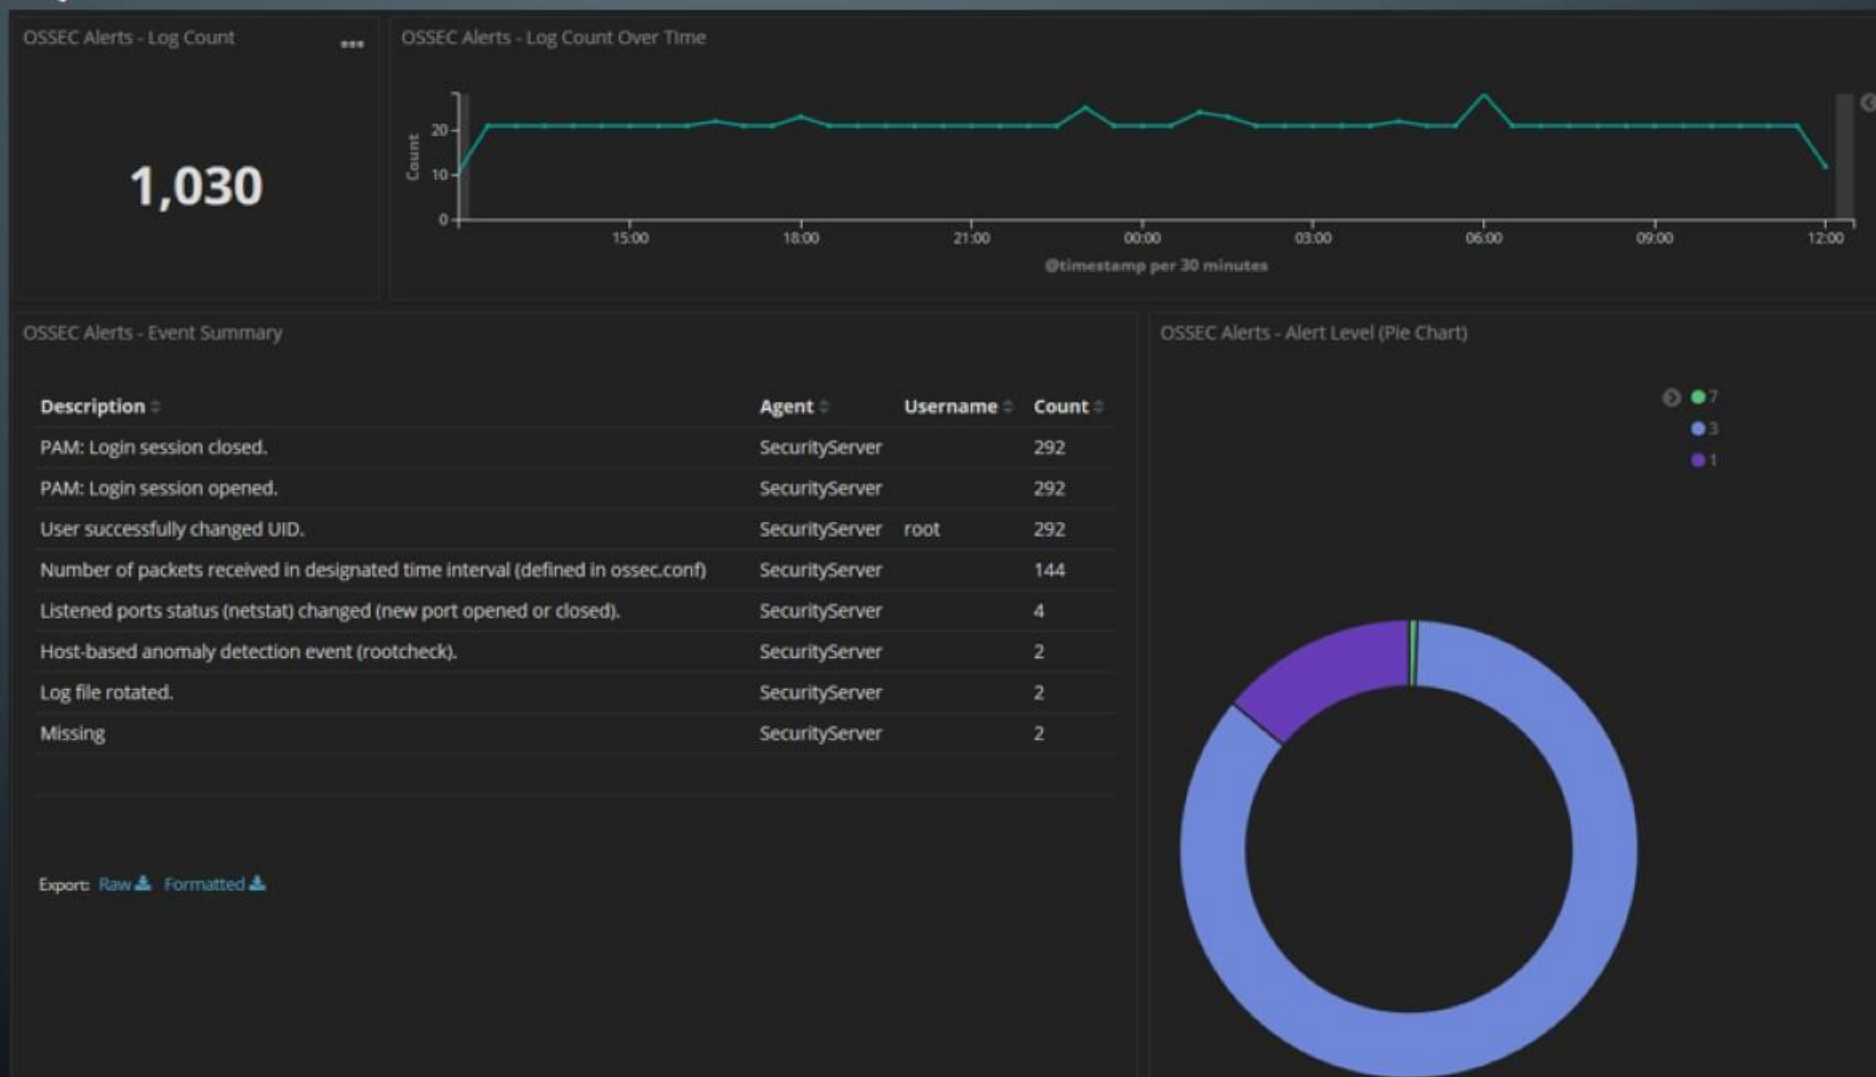 OSSEC Alerts - Log Count
1,030
OSSEC Alerts - Log Count Over Time
Count
20
10
0
15:00 18:00 21:00 00:00 03:00 06:00 09:00 12:00
@timestamp per 30 minutes
OSSEC Alerts - Event Summary
Description Agent Username Count
PAM: Login session closed. SecurityServer 292
PAM: Login session opened. SecurityServer 292
User successfully changed UID. SecurityServer root 292
Number of packets received in designated time interval (defined in ossec.conf) SecurityServer 144
Listened ports status (netstat) changed (new port opened or closed). SecurityServer 4
Host-based anomaly detection event (rootcheck). SecurityServer 2
Log file rotated. SecurityServer 2
Missing SecurityServer 2
Export: Raw Formatted
OSSEC Alerts - Alert Level (Pie Chart)
7
3
1